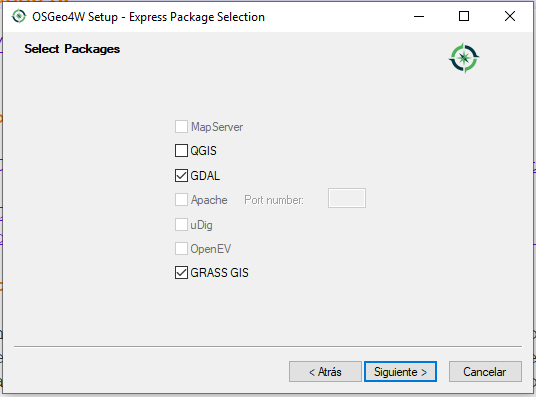 OSGeo4W Setup - Express Package Selection
Select Packages
MapServer
QGIS
GDAL
Apache Port number:
uDig
OpenEV
GRASS GIS
< Atrás Siguiente > Cancelar